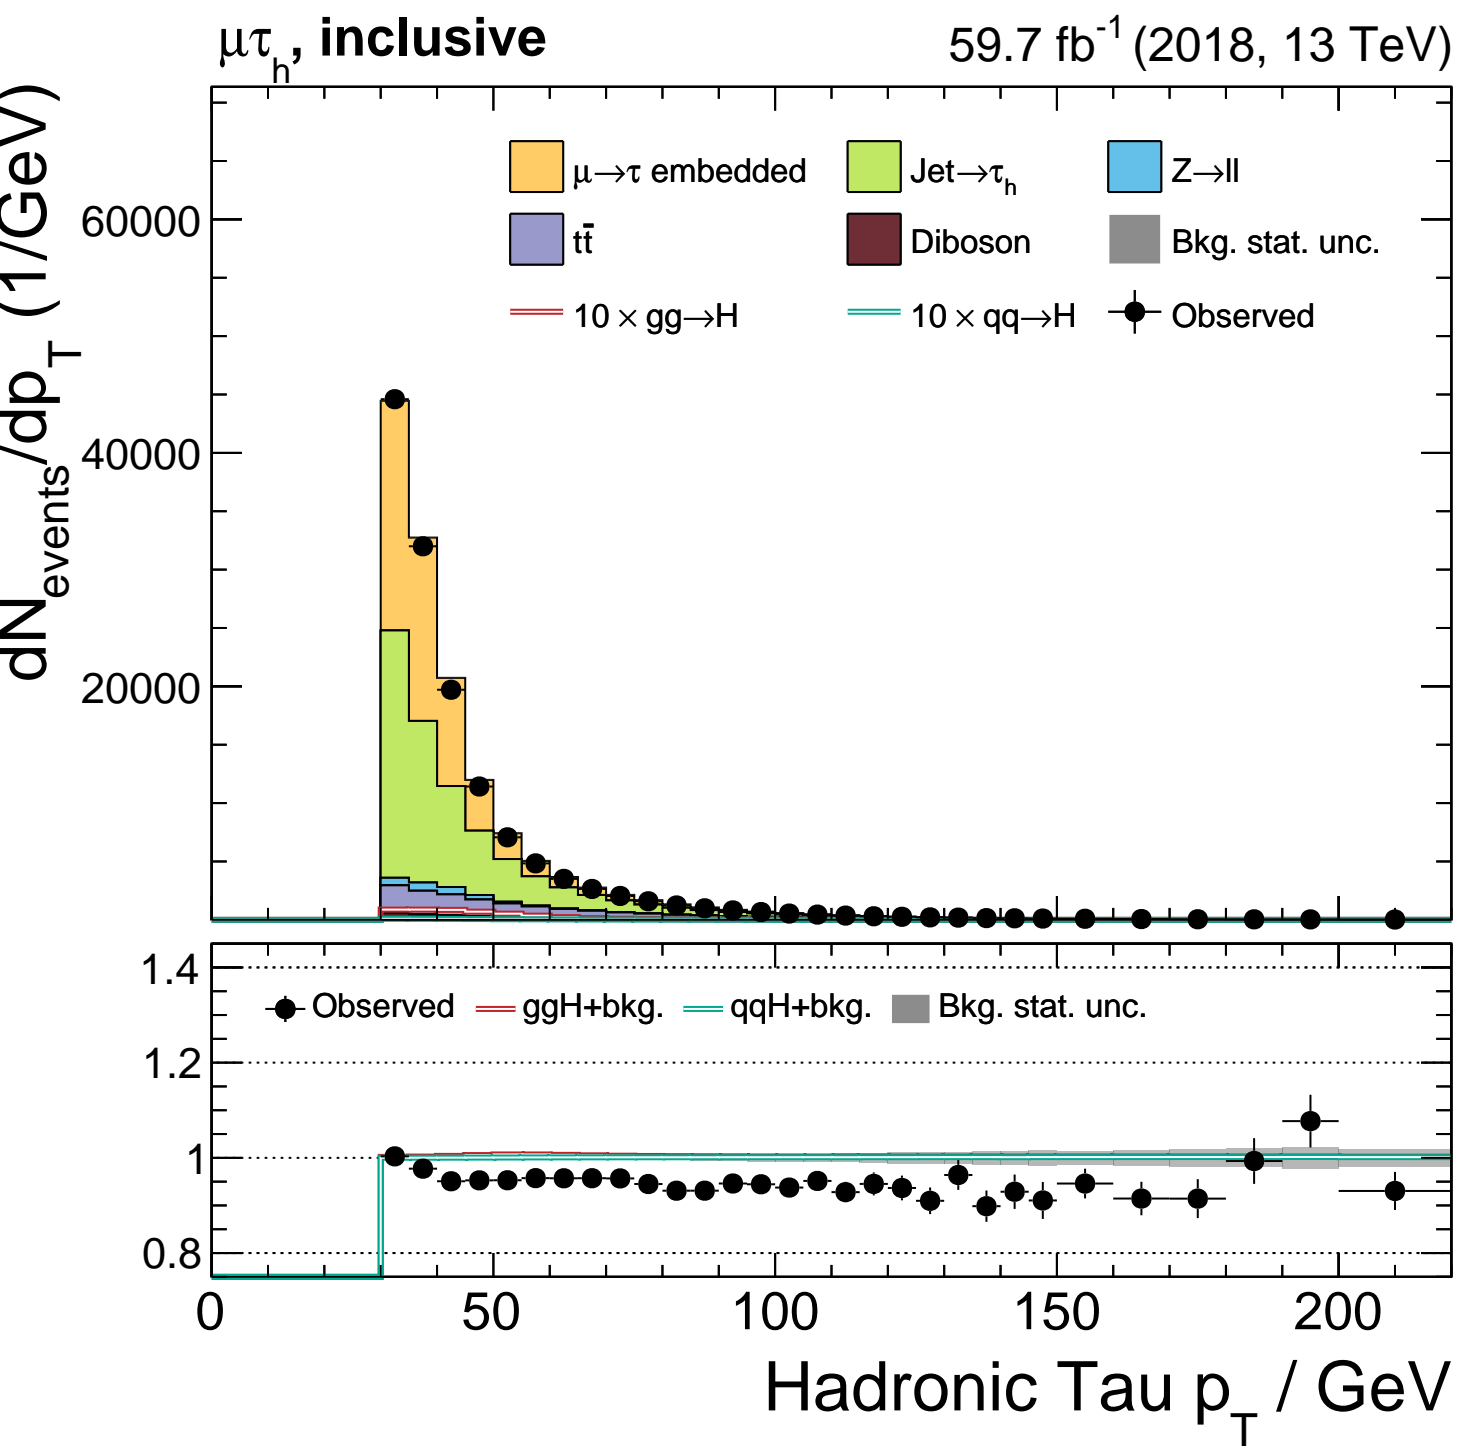 μτh, inclusive
59.7 fb-1 (2018, 13 TeV)
dNevents/dpT (1/GeV)
μ→τ embedded
Jet→τh
Z→ll
tt̄
Diboson
Bkg. stat. unc.
10 × gg→H
10 × qq→H
Observed
60000
40000
20000
Observed
ggH+bkg.
qqH+bkg.
Bkg. stat. unc.
1.4
1.2
1
0.8
0 50 100 150 200
Hadronic Tau pT / GeV